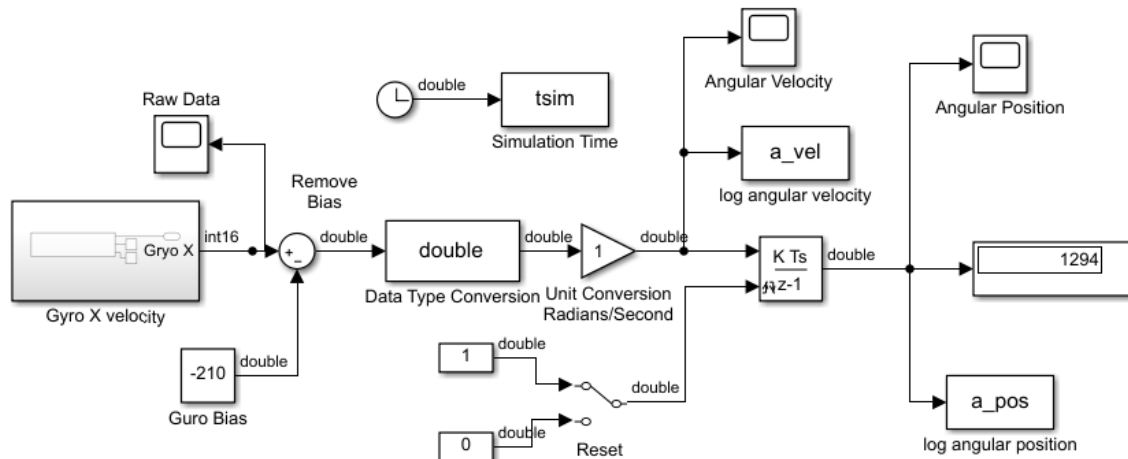 Raw Data
double
tsim
Simulation Time
Angular Velocity
Angular Position
a_vel
log angular velocity
Remove
Bias
Gryo X
int16
+
−
double
double
double
1
double
K Ts
z-1
double
1294
Gyro X velocity
Data Type Conversion
Unit Conversion
Radians/Second
-210
double
Guro Bias
1
double
double
0
double
Reset
a_pos
log angular position